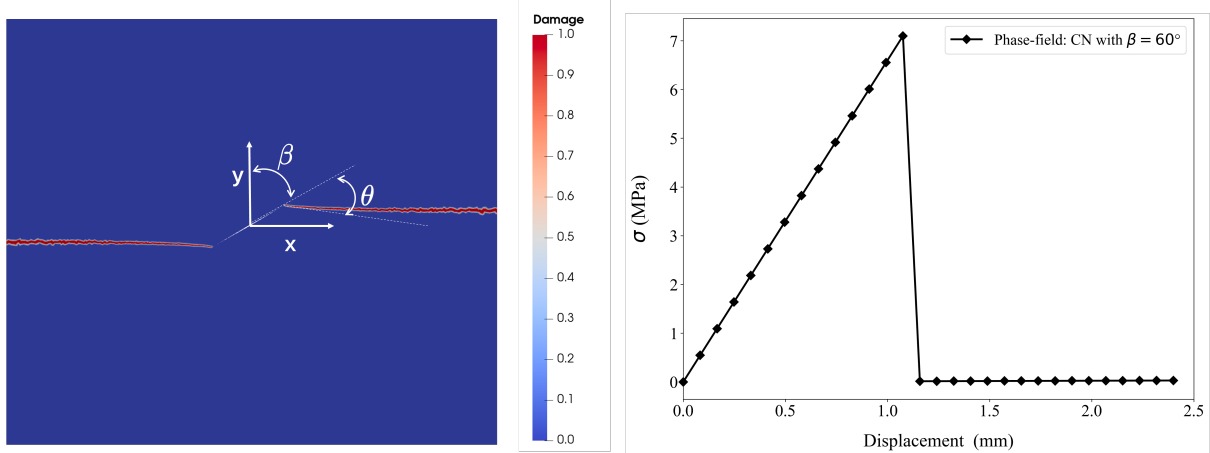 y
β
θ
x
Damage
1.0
0.9
0.8
0.7
0.6
0.5
0.4
0.3
0.2
0.1
0.0
Phase-field: CN with β = 60°
σ (MPa)
7
6
5
4
3
2
1
0
0.0 0.5 1.0 1.5 2.0 2.5
Displacement (mm)